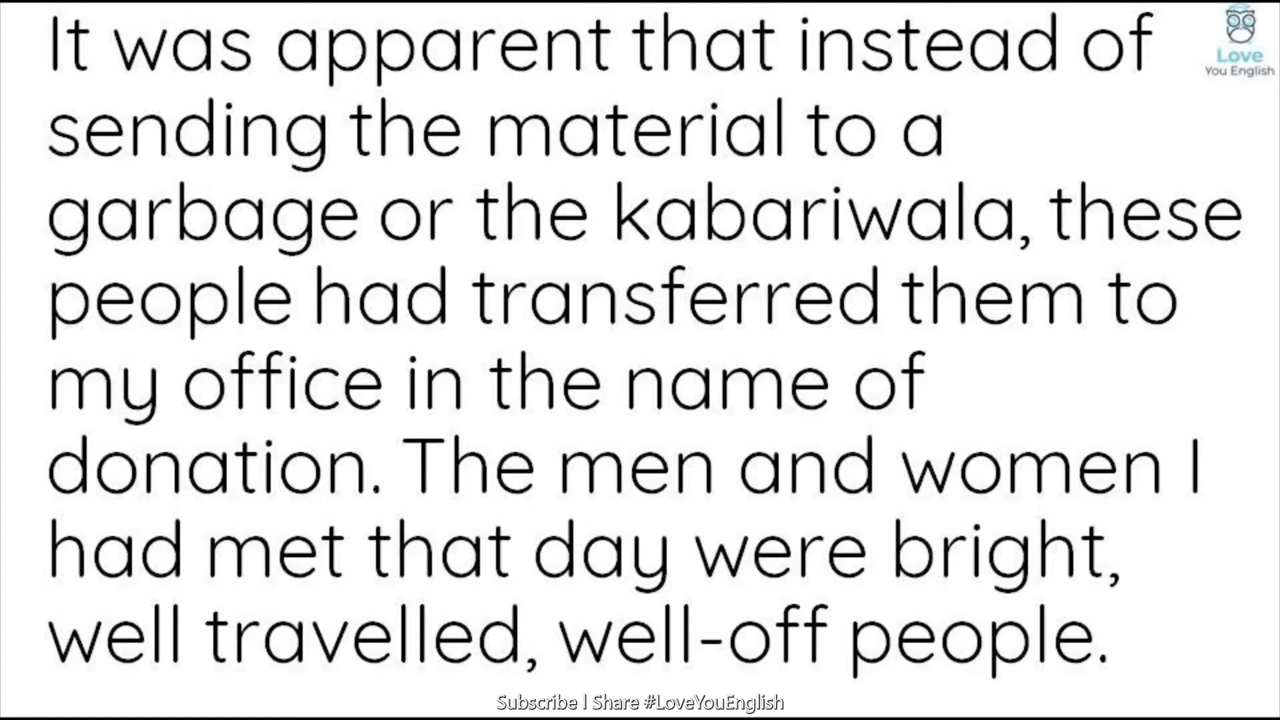 It was apparent that instead of
Love
You English
sending the material to a
garbage or the kabariwala, these
people had transferred them to
my office in the name of
donation. The men and women I
had met that day were bright,
well travelled, well-off people.
Subscribe | Share #LoveYouEnglish